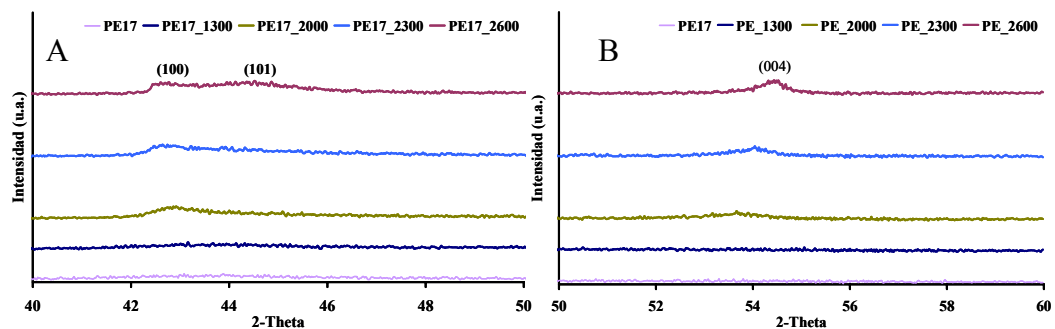 PE17 PE17_1300 PE17_2000 PE17_2300 PE17_2600
A
(100) (101)
Intensidad (u.a.)
40 42 44 46 48 50
2-Theta
PE17 PE_1300 PE_2000 PE_2300 PE_2600
B
(004)
Intensidad (u.a.)
50 52 54 56 58 60
2-Theta